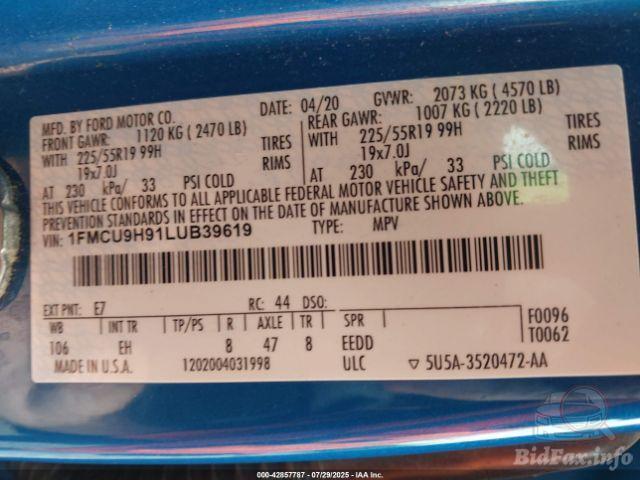 MFD. BY FORD MOTOR CO. DATE: 04/20 GVWR: 2073 KG ( 4570 LB)
FRONT GAWR: 1120 KG ( 2470 LB) REAR GAWR: 1007 KG ( 2220 LB)
WITH 225/55R19 99H TIRES WITH 225/55R19 99H TIRES
19x7.0J RIMS 19x7.0J RIMS
AT 230 kPa/ 33 PSI COLD AT 230 kPa/ 33 PSI COLD
THIS VEHICLE CONFORMS TO ALL APPLICABLE FEDERAL MOTOR VEHICLE SAFETY AND THEFT
PREVENTION STANDARDS IN EFFECT ON THE DATE OF MANUFACTURE SHOWN ABOVE.
VIN: 1FMCU9H91LUB39619 TYPE: MPV
EXT PNT: E7 RC: 44 DSO:
WB INT TR TP/PS R AXLE TR SPR F0096
106 EH 8 47 8 EEDD T0062
MADE IN U.S.A. 1202004031998 ULC ▽ 5U5A-3520472-AA
BidFax.info
© - 42857787 - 07/29/2025 - IAA Inc.